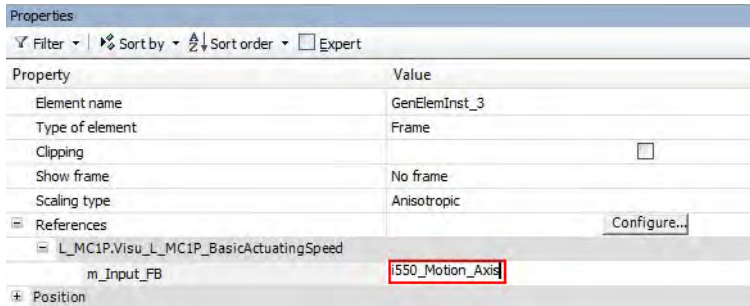 Properties
Filter Sort by Sort order Expert
Property Value
Element name GenElemInst_3
Type of element Frame
Clipping
Show frame No frame
Scaling type Anisotropic
References Configure...
L_MC1P.Visu_L_MC1P_BasicActuatingSpeed
m_Input_FB i550_Motion_Axis
Position